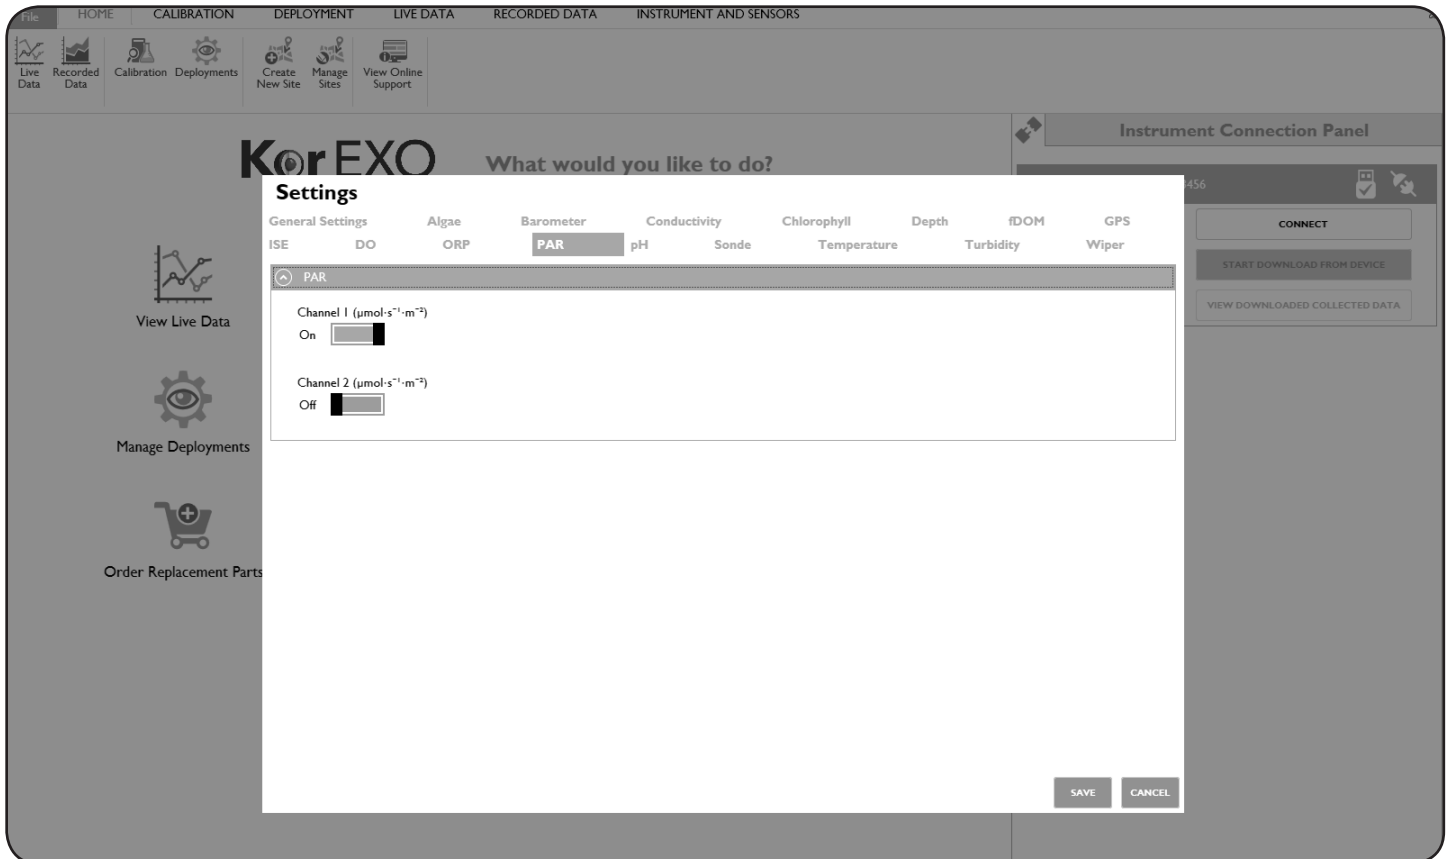 File HOME CALIBRATION DEPLOYMENT LIVE DATA RECORDED DATA INSTRUMENT AND SENSORS
Live Data
Recorded Data
Calibration
Deployments
Create New Site
Manage Sites
View Online Support
Instrument Connection Panel
KorEXO
What would you like to do?
Settings
3456
General Settings Algae Barometer Conductivity Chlorophyll Depth fDOM GPS
ISE DO ORP PAR pH Sonde Temperature Turbidity Wiper
CONNECT
START DOWNLOAD FROM DEVICE
VIEW DOWNLOADED COLLECTED DATA
PAR
Channel 1 (µmol·s⁻¹·m⁻²)
On
Channel 2 (µmol·s⁻¹·m⁻²)
Off
View Live Data
Manage Deployments
Order Replacement Parts
SAVE CANCEL